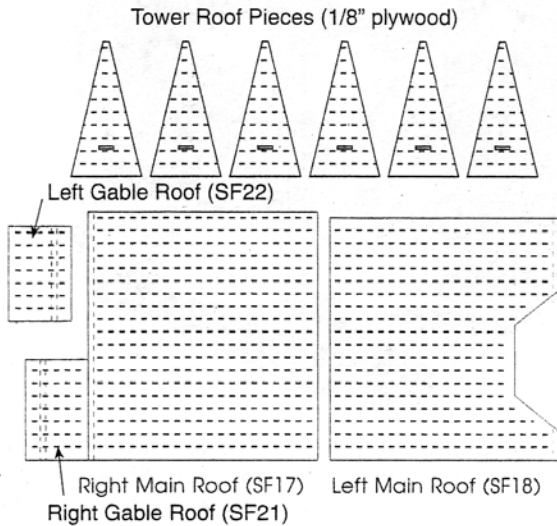 Tower Roof Pieces (1/8" plywood)
Left Gable Roof (SF22)
Right Main Roof (SF17)
Left Main Roof (SF18)
Right Gable Roof (SF21)